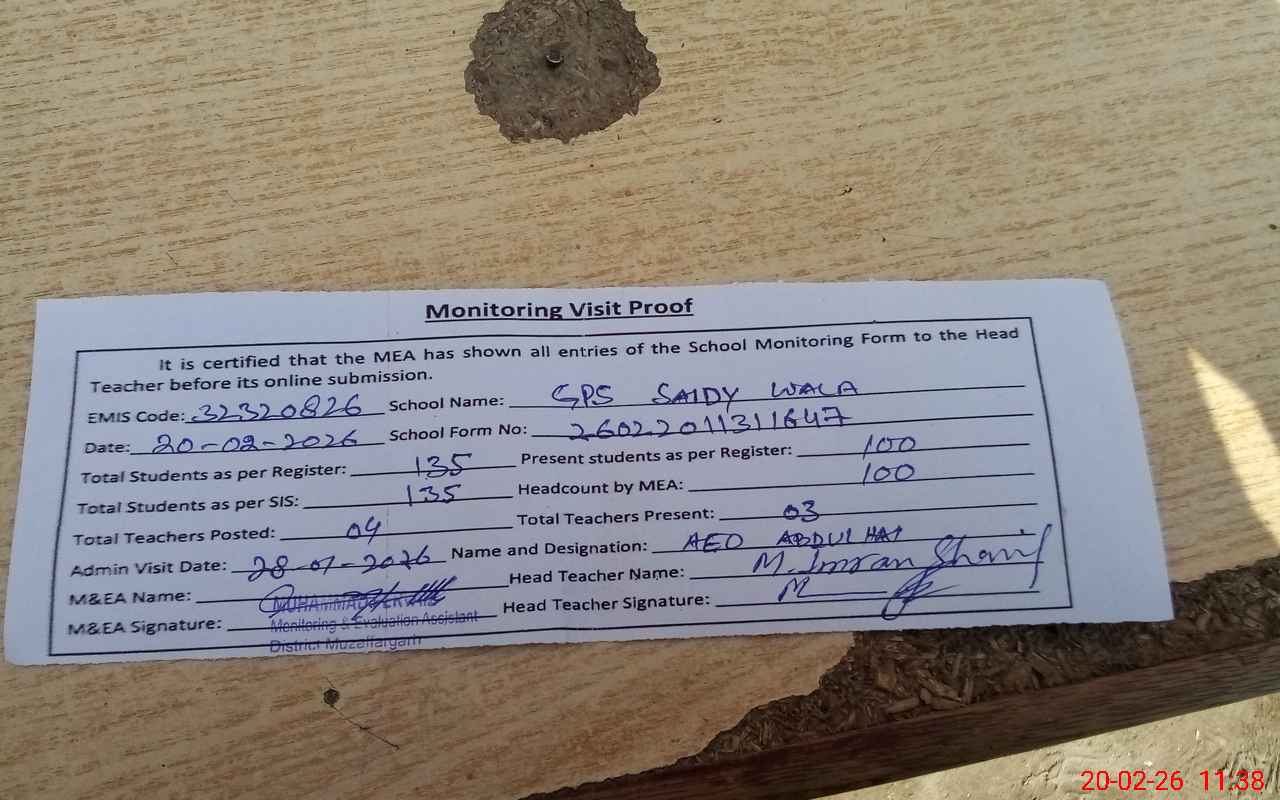 Monitoring Visit Proof
It is certified that the MEA has shown all entries of the School Monitoring Form to the Head
Teacher before its online submission.
EMIS Code: 32320826 School Name: GPS SAIDY WALA
Date: 20-02-2026 School Form No: 26022011311647
Total Students as per Register: 135 Present students as per Register: 100
Total Students as per SIS: 135 Headcount by MEA: 100
Total Teachers Posted: 04 Total Teachers Present: 03
Admin Visit Date: 28-01-2026 Name and Designation: AEO ABDUL HAI
M&EA Name: MUHAMMAD Head Teacher Name: M. Imran Sharif
M&EA Signature: Monitoring & Evaluation Assistant Head Teacher Signature:
District Muzaffargarh
20-02-26 11:38